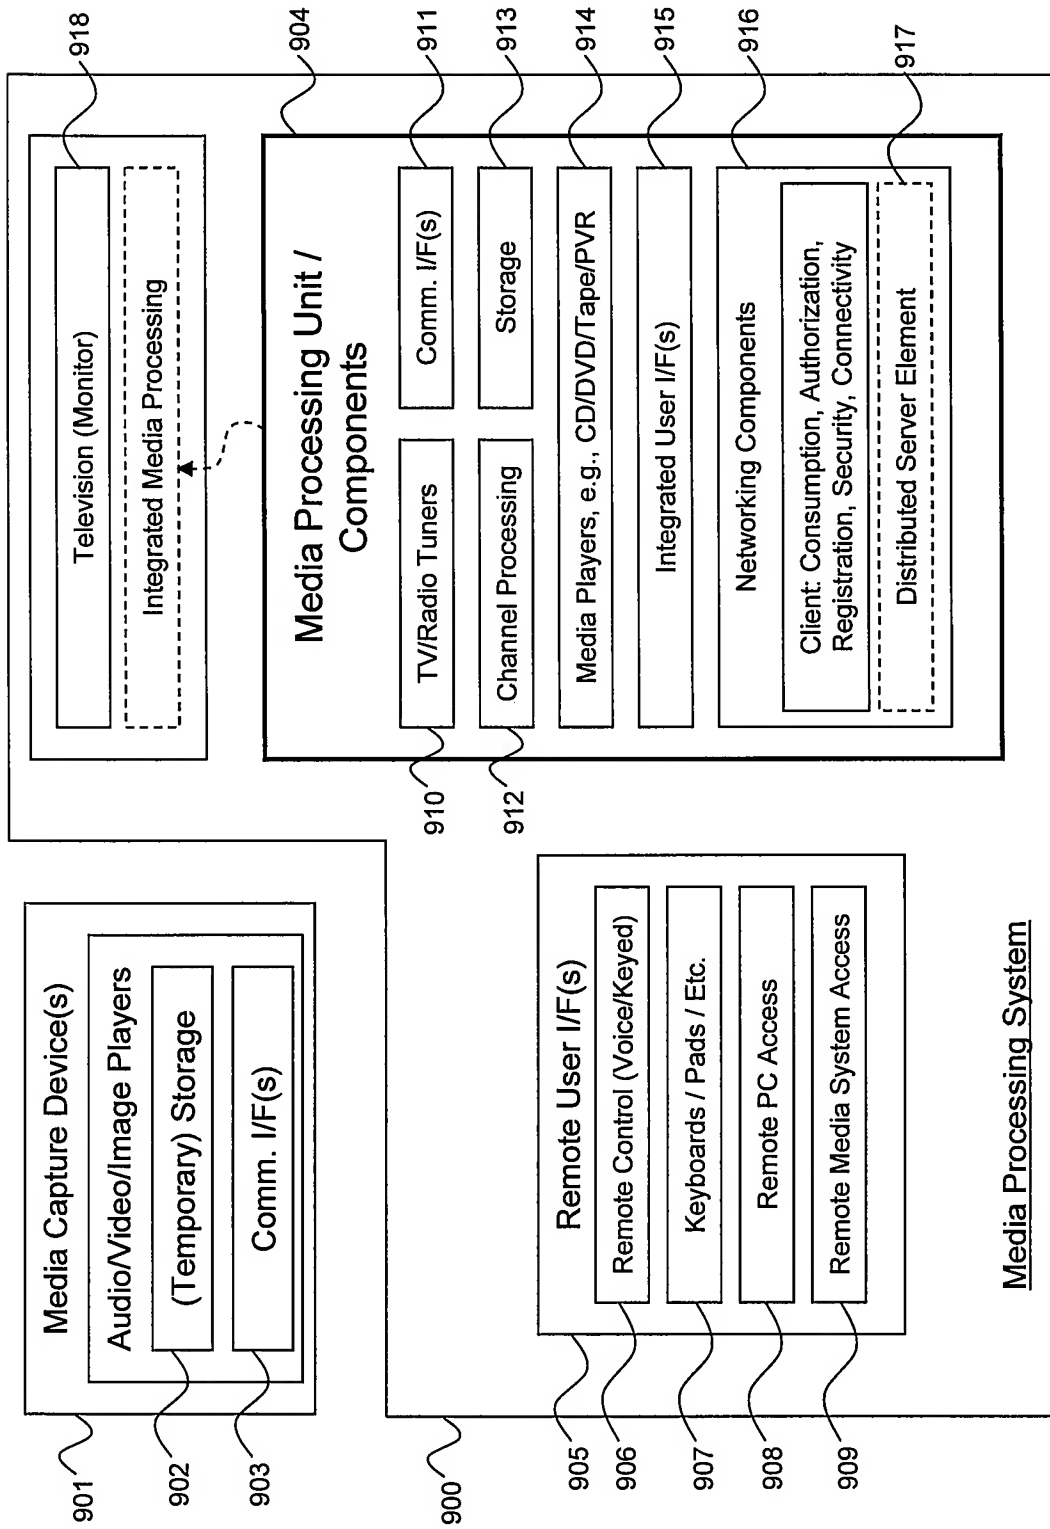 Media Capture Device(s)
Audio/Video/Image Players
(Temporary) Storage
Comm. I/F(s)
901
902
903
900
Remote User I/F(s)
Remote Control (Voice/Keyed)
Keyboards / Pads / Etc.
Remote PC Access
Remote Media System Access
905
906
907
908
909
Television (Monitor)
Integrated Media Processing
918
Media Processing Unit /
Components
904
TV/Radio Tuners
Comm. I/F(s)
910
911
Channel Processing
Storage
912
913
Media Players, e.g., CD/DVD/Tape/PVR
914
Integrated User I/F(s)
915
Networking Components
916
Client: Consumption, Authorization,
Registration, Security, Connectivity
Distributed Server Element
917
Media Processing System